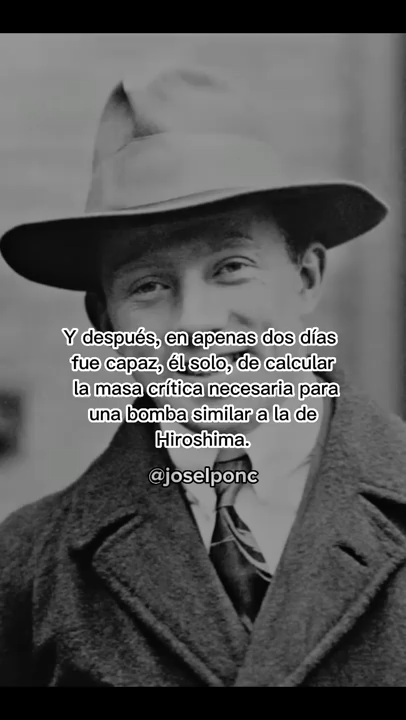 Y después, en apenas dos días
fue capaz, él solo, de calcular
la masa crítica necesaria para
una bomba similar a la de
Hiroshima.
@joselponc